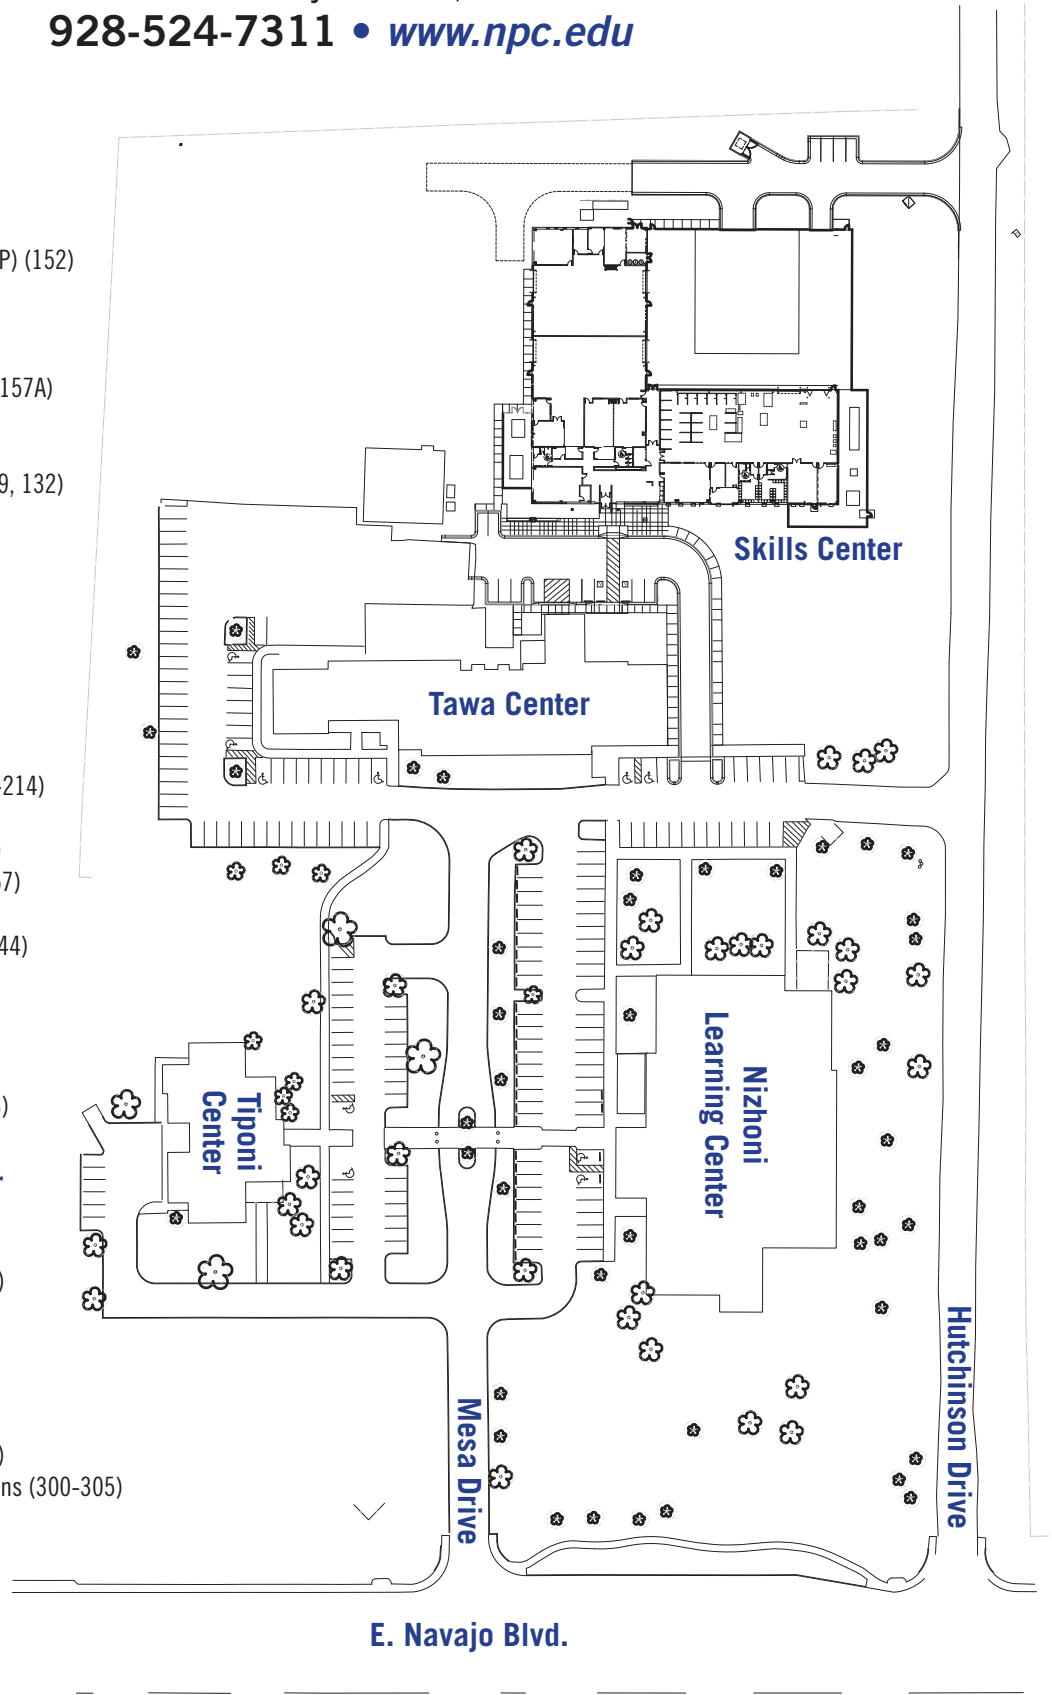 928-524-7311 • www.npc.edu
P) (152)
157A)
9, 132)
Skills Center
Tawa Center
-214)
67)
44)
Nizhoni
Learning Center
Tiponi
Center
)
)
Hutchinson Drive
Mesa Drive
)
ns (300-305)
E. Navajo Blvd.